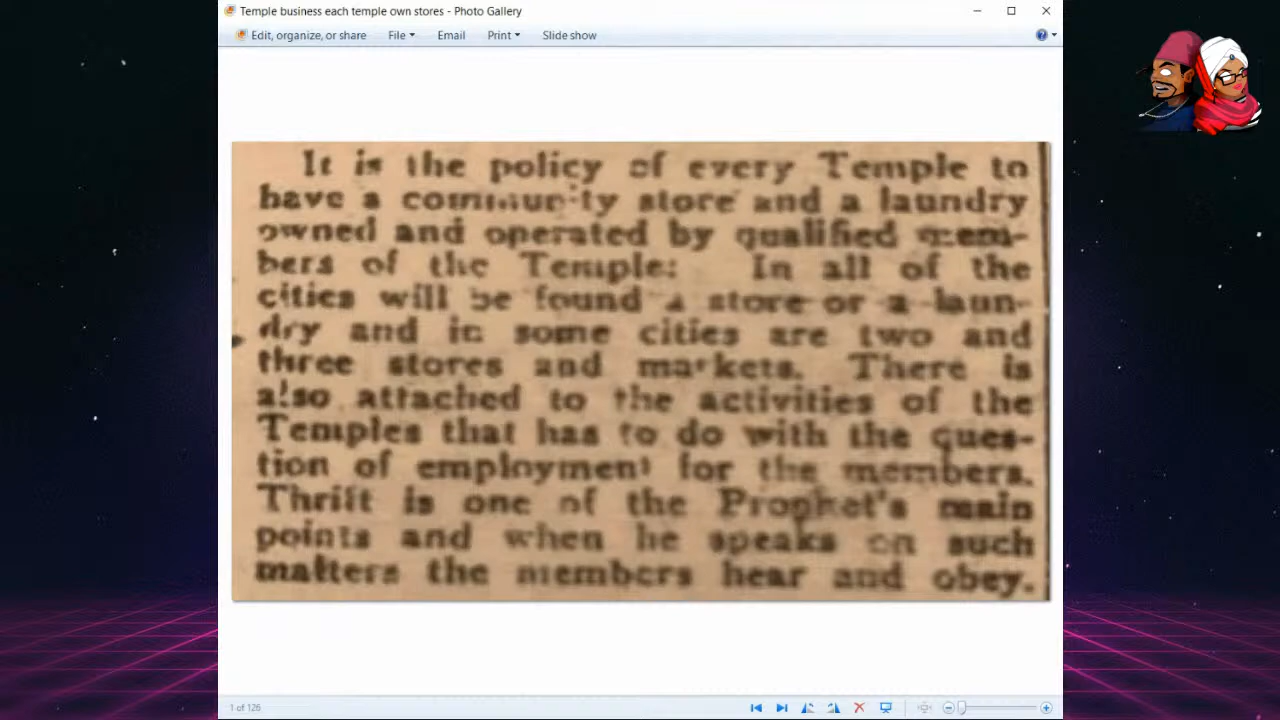 Temple business each temple own stores - Photo Gallery
Edit, organize, or share File Email Print Slide show
It is the policy of every Temple to
have a community store and a laundry
owned and operated by qualified mem-
bers of the Temple: In all of the
cities will be found a store or a laun-
dry and in some cities are two and
three stores and markets. There is
also attached to the activities of the
Temples that has to do with the ques-
tion of employment for the members.
Thrift is one of the Prophet's main
points and when he speaks on such
matters the members hear and obey.
1 of 126